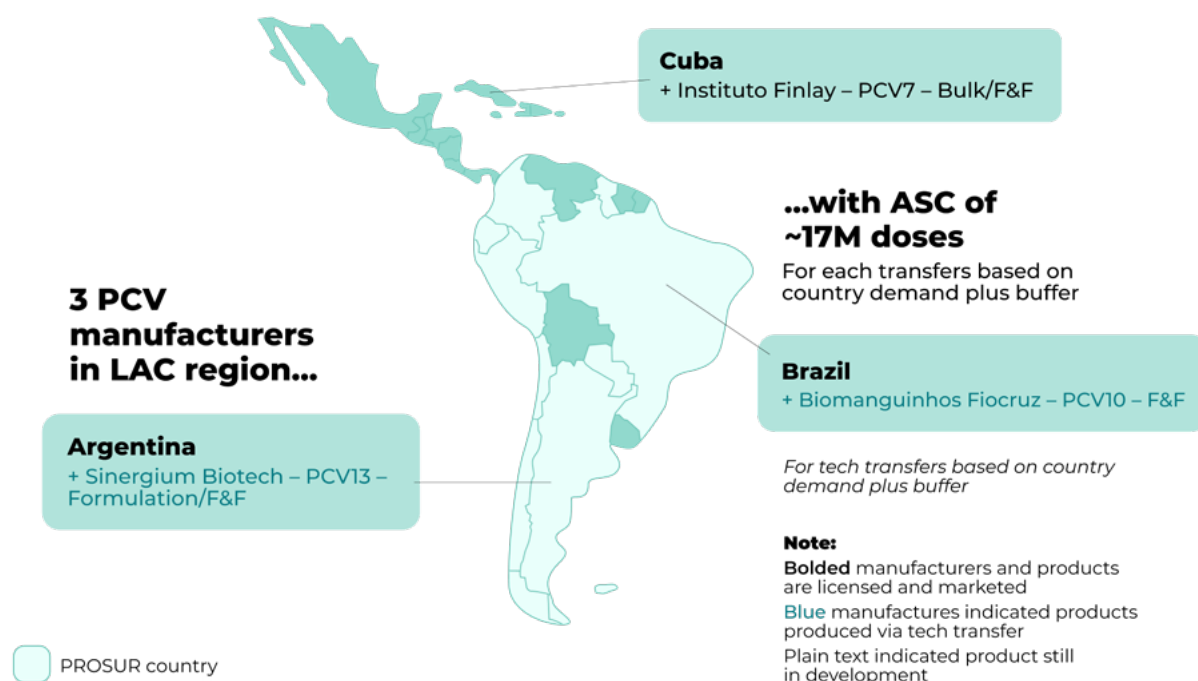 Cuba
+ Instituto Finlay – PCV7 – Bulk/F&F
...with ASC of
~17M doses
For each transfers based on
country demand plus buffer
3 PCV
manufacturers
in LAC region...
Brazil
+ Biomanguinhos Fiocruz – PCV10 – F&F
Argentina
+ Sinergium Biotech – PCV13 –
Formulation/F&F
For tech transfers based on country
demand plus buffer
Note:
Bolded manufacturers and products
are licensed and marketed
Blue manufactures indicated products
produced via tech transfer
Plain text indicated product still
in development
PROSUR country